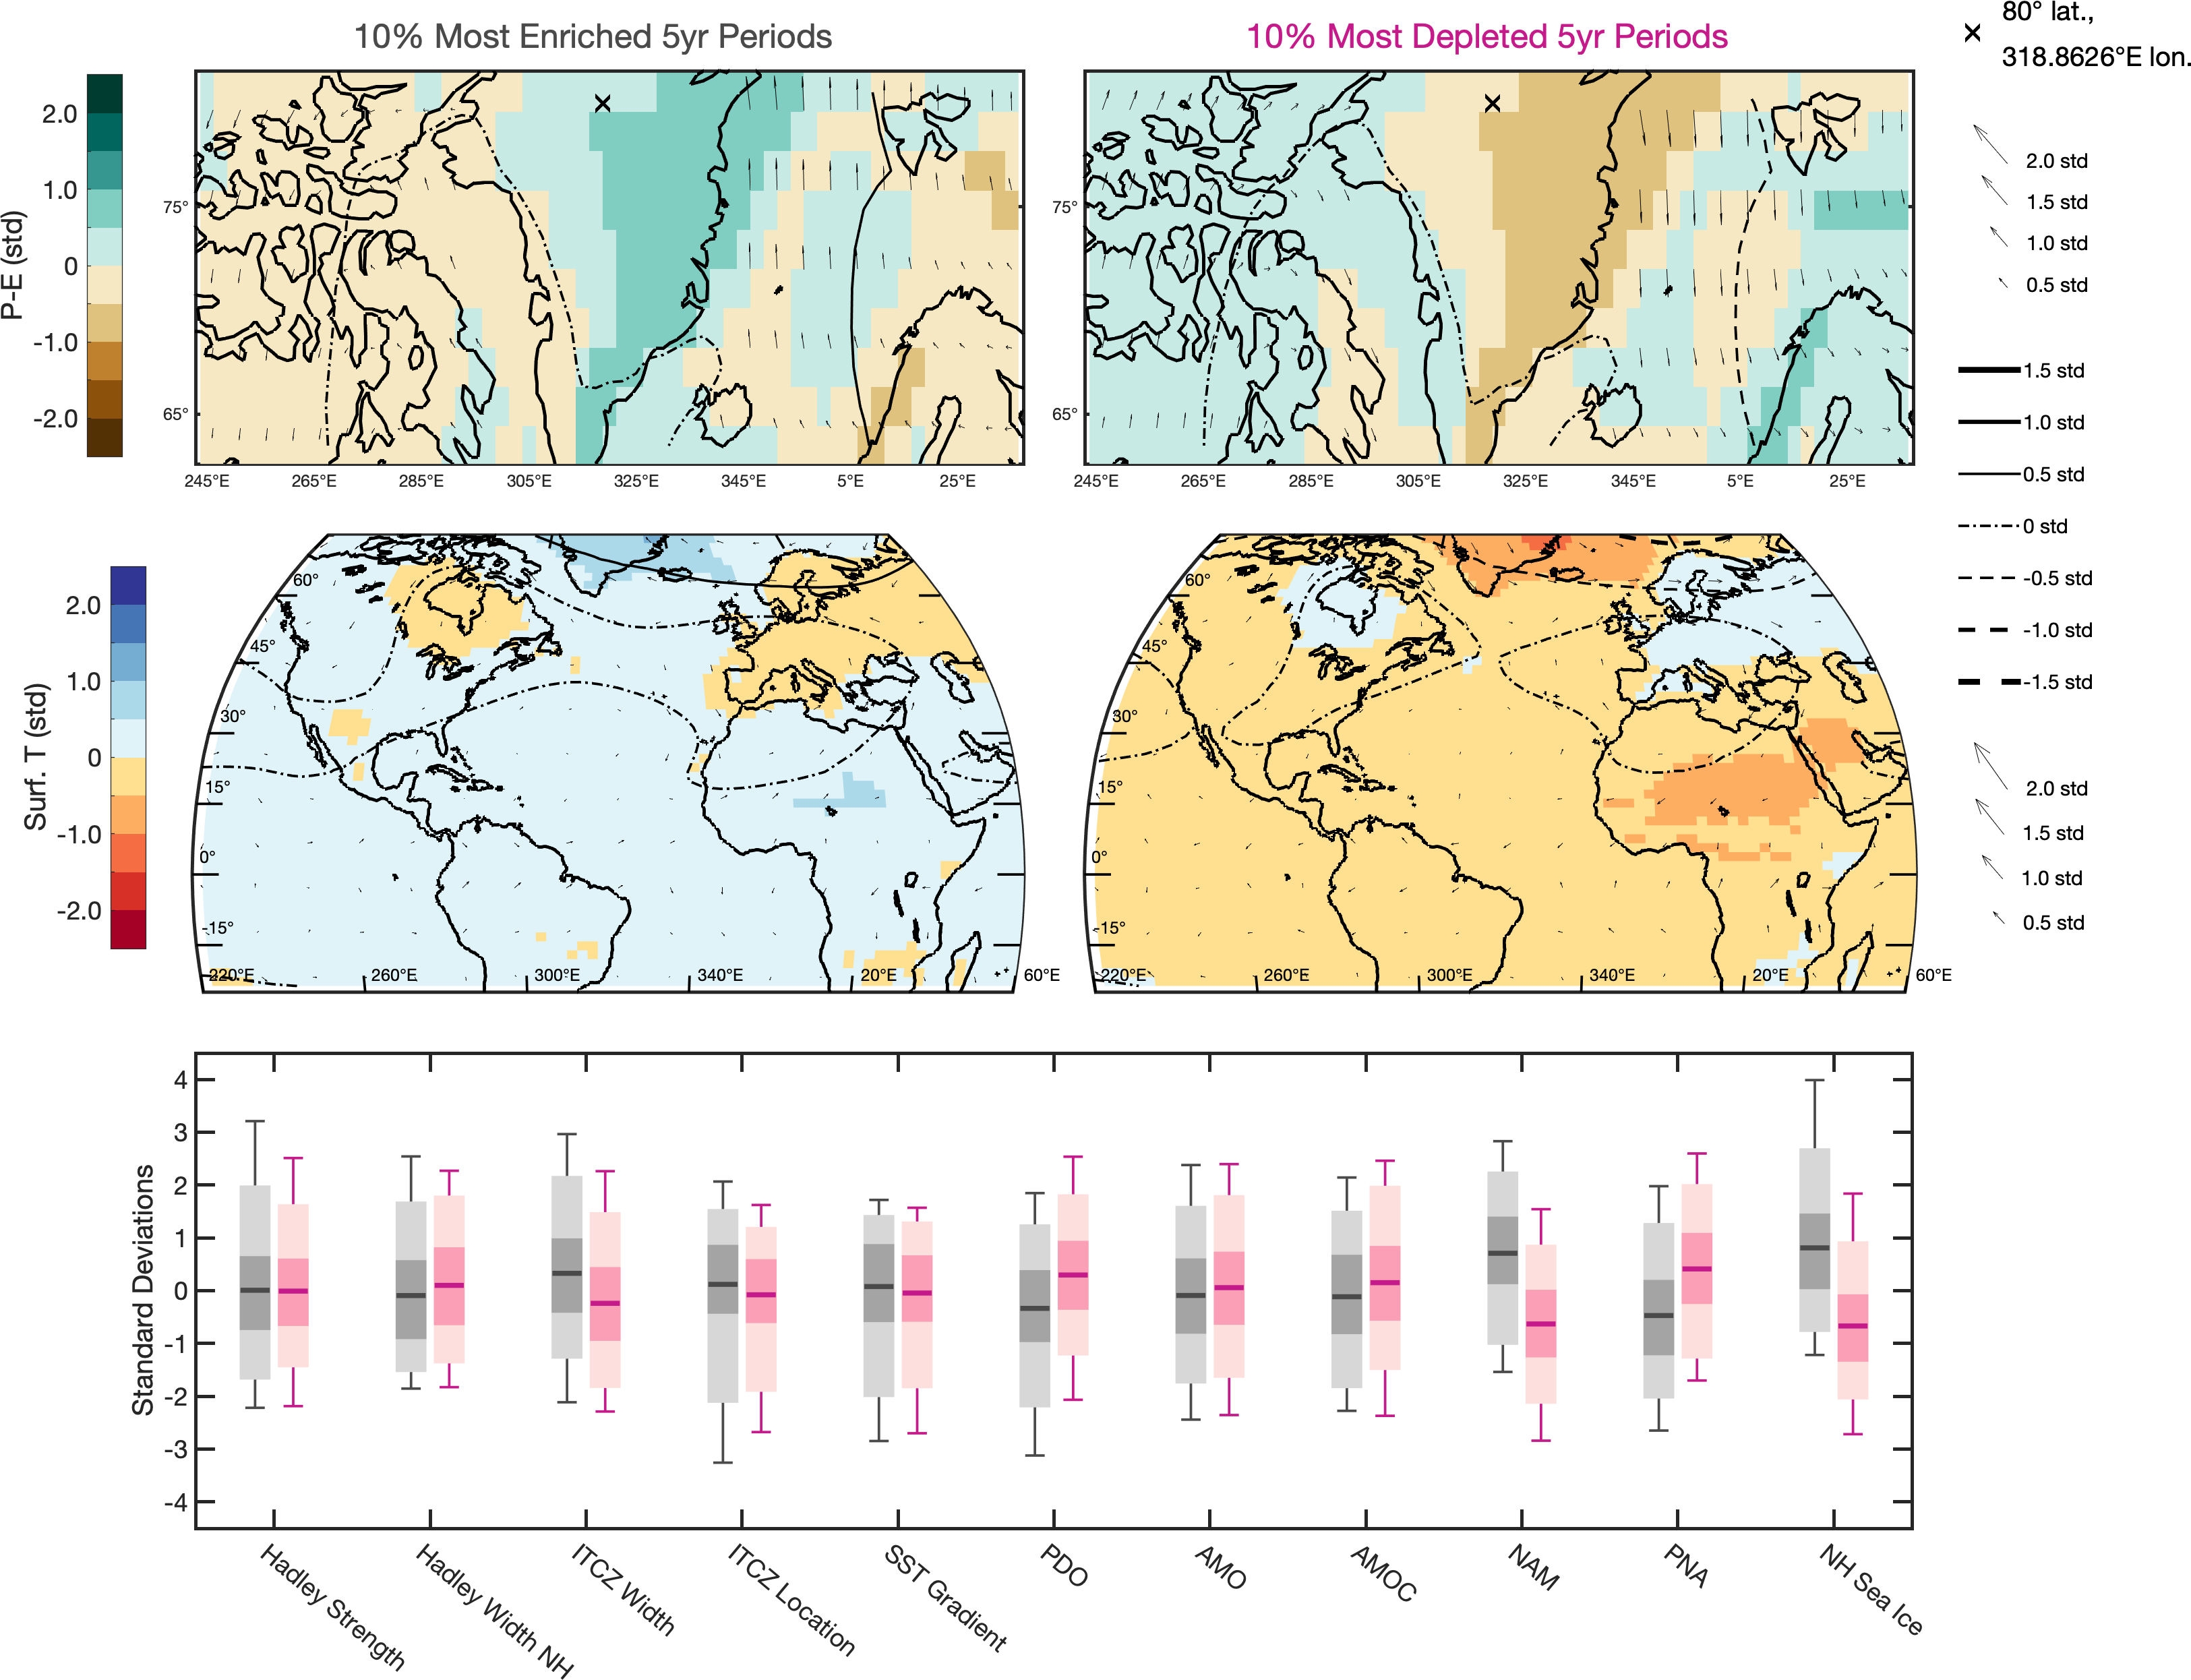 10% Most Enriched 5yr Periods
10% Most Depleted 5yr Periods
80° lat.,
318.8626°E lon.
P-E (std)
2.0
1.0
0
-1.0
-2.0
75°
65°
245°E 265°E 285°E 305°E 325°E 345°E 5°E 25°E
75°
65°
245°E 265°E 285°E 305°E 325°E 345°E 5°E 25°E
2.0 std
1.5 std
1.0 std
0.5 std
1.5 std
1.0 std
0.5 std
0 std
-0.5 std
-1.0 std
-1.5 std
Surf. T (std)
2.0
1.0
0
-1.0
-2.0
60°
45°
30°
15°
0°
-15°
220°E 260°E 300°E 340°E 20°E 60°E
60°
45°
30°
15°
0°
-15°
220°E 260°E 300°E 340°E 20°E 60°E
2.0 std
1.5 std
1.0 std
0.5 std
Standard Deviations
4
3
2
1
0
-1
-2
-3
-4
Hadley Strength
Hadley Width NH
ITCZ Width
ITCZ Location
SST Gradient
PDO
AMO
AMOC
NAM
PNA
NH Sea Ice